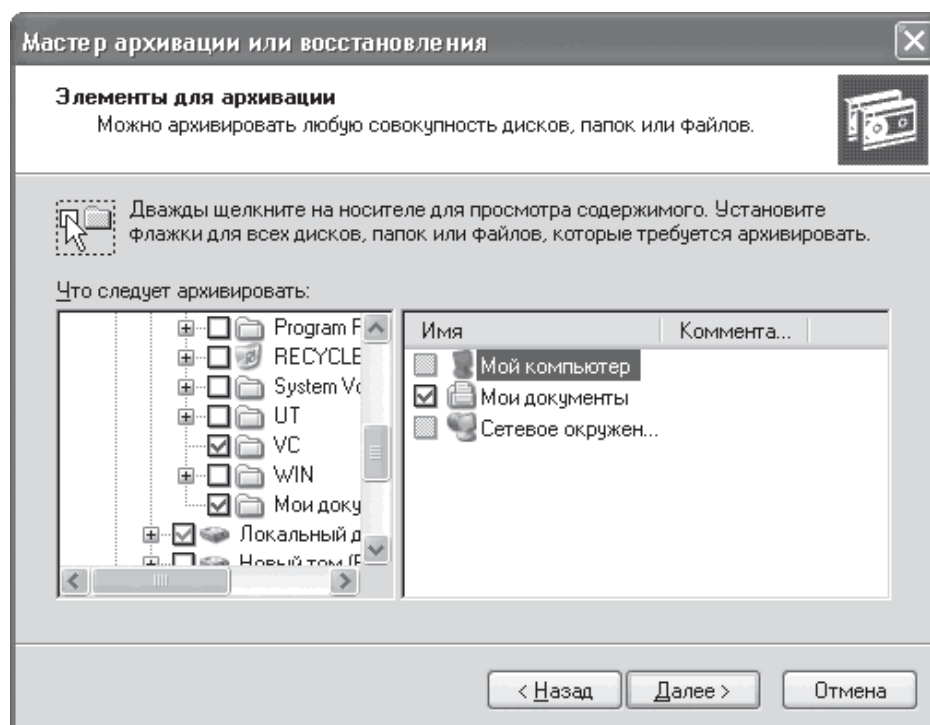 Мастер архивации или восстановления
Элементы для архивации
Можно архивировать любую совокупность дисков, папок или файлов.
Дважды щелкните на носителе для просмотра содержимого. Установите
флажки для всех дисков, папок или файлов, которые требуется архивировать.
Что следует архивировать:
Program F
RECYCLE
System Vo
UT
VC
WIN
Мои доку
Локальный д
Новый том (F
Имя Коммента...
Мой компьютер
Мои документы
Сетевое окружен...
< Назад Далее > Отмена